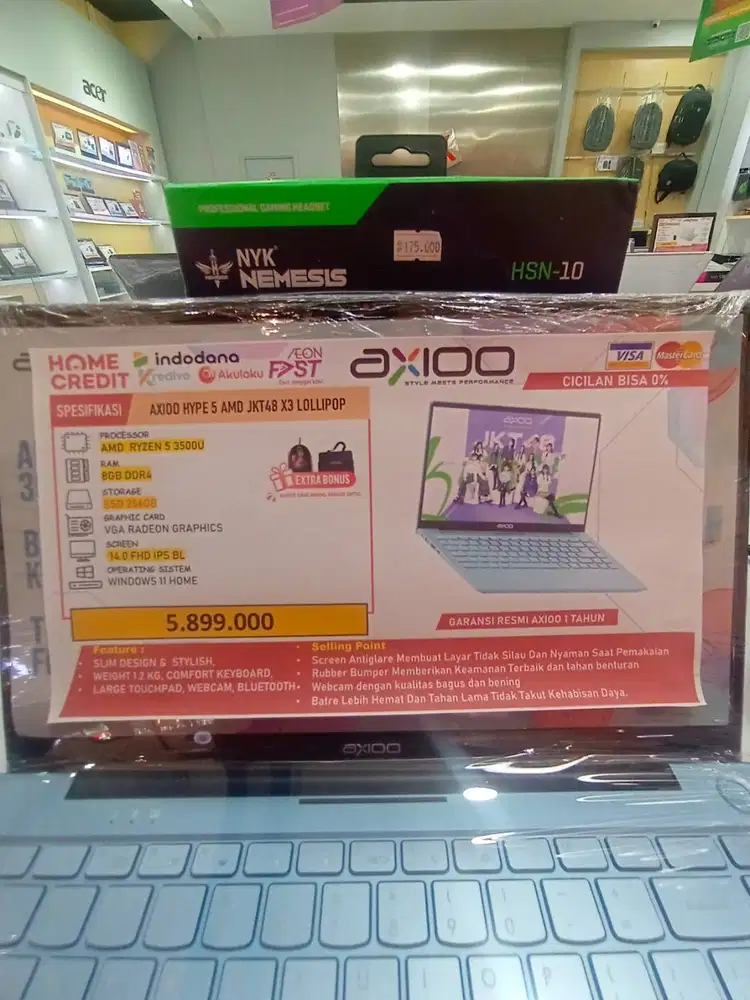 acer
PROFESSIONAL GAMING HEADSET
₽175.000
NYK
NEMESIS
HSN-10
HOME
CREDIT
indodana
Kredivo
Akulaku
ÆON
FAST
AXIOO
STYLE MEETS PERFORMANCE
VISA
MasterCard
CICILAN BISA 0%
SPESIFIKASI
AXIOO HYPE 5 AMD JKT48 X3 LOLLIPOP
PROCESSOR
AMD RYZEN 5 3500U
RAM
8GB DDR4
STORAGE
SSD 256GB
GRAPHIC CARD
VGA RADEON GRAPHICS
SCREEN
14.0 FHD IPS BL
OPERATING SISTEM
WINDOWS 11 HOME
EXTRA BONUS
AXIOO
JKT48
AXIOO
5.899.000
GARANSI RESMI AXIOO 1 TAHUN
Feature :
• SLIM DESIGN & STYLISH,
• WEIGHT 1.2 KG, COMFORT KEYBOARD,
• LARGE TOUCHPAD, WEBCAM, BLUETOOTH
• Selling Point
• Screen Antiglare Membuat Layar Tidak Silau Dan Nyaman Saat Pemakaian
• Rubber Bumper Memberikan Keamanan Terbaik dan tahan benturan
• Webcam dengan kualitas bagus dan bening
• Batre Lebih Hemat Dan Tahan Lama Tidak Takut Kehabisan Daya.
AXIOO